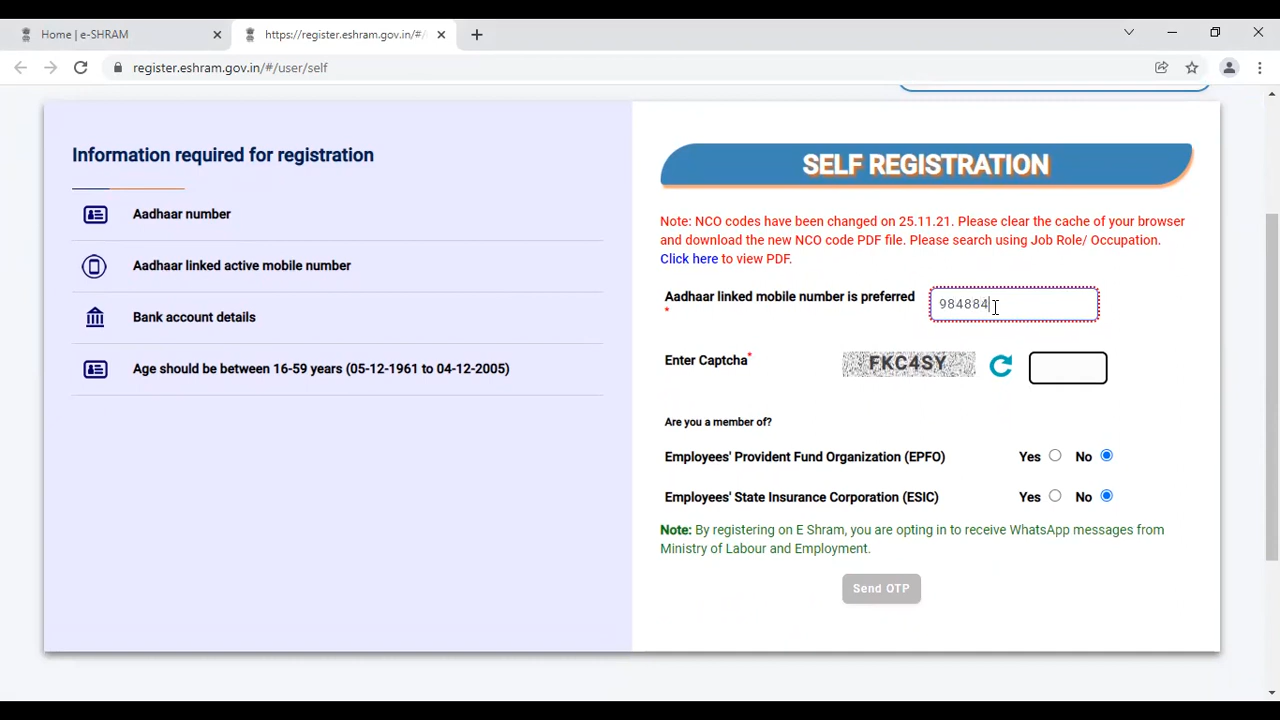 Home | e-SHRAM
https://register.eshram.gov.in/#/
register.eshram.gov.in/#/user/self
Information required for registration
Aadhaar number
Aadhaar linked active mobile number
Bank account details
Age should be between 16-59 years (05-12-1961 to 04-12-2005)
SELF REGISTRATION
Note: NCO codes have been changed on 25.11.21. Please clear the cache of your browser
and download the new NCO code PDF file. Please search using Job Role/ Occupation.
Click here to view PDF.
Aadhaar linked mobile number is preferred
*
984884
Enter Captcha*
FKC4SY
Are you a member of?
Employees' Provident Fund Organization (EPFO) Yes No
Employees' State Insurance Corporation (ESIC) Yes No
Note: By registering on E Shram, you are opting in to receive WhatsApp messages from
Ministry of Labour and Employment.
Send OTP